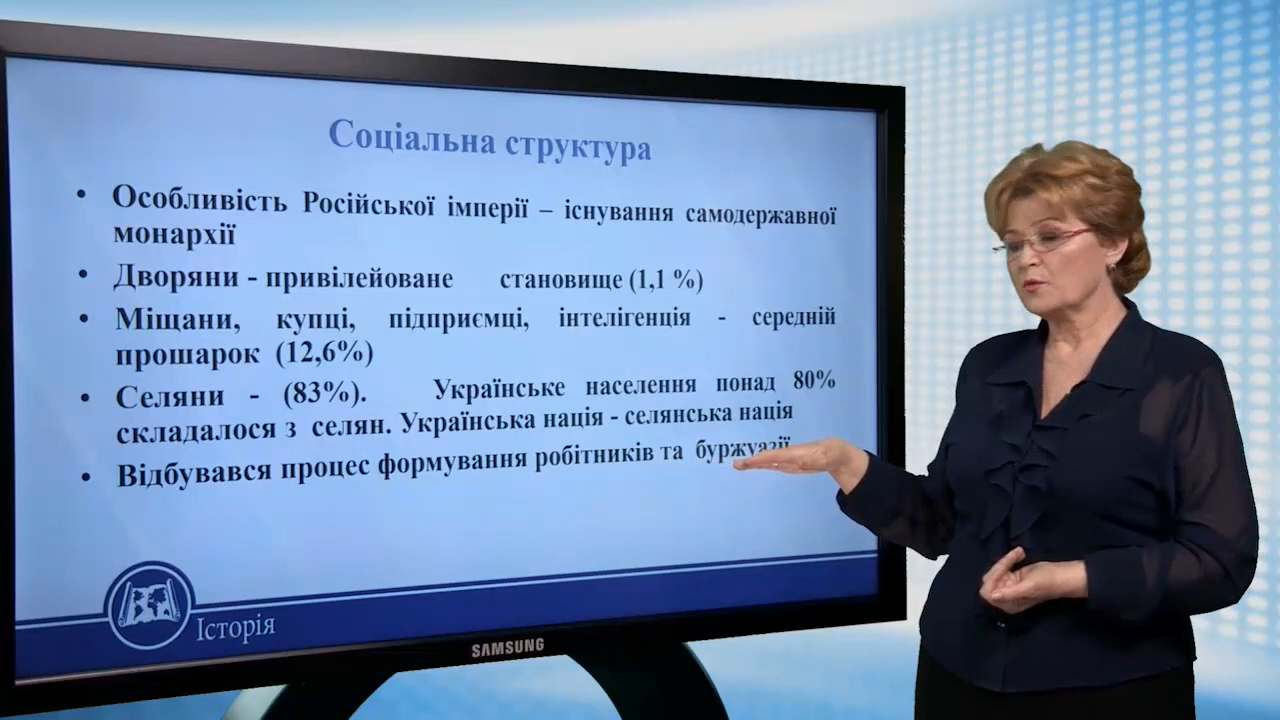 Соціальна структура
• Особливість Російської імперії – існування самодержавної
монархії
• Дворяни - привілейоване становище (1,1 %)
• Міщани, купці, підприємці, інтелігенція - середній
прошарок (12,6%)
• Селяни - (83%). Українське населення понад 80%
складалося з селян. Українська нація - селянська нація
• Відбувався процес формування робітників та буржуазії
Історія
SAMSUNG